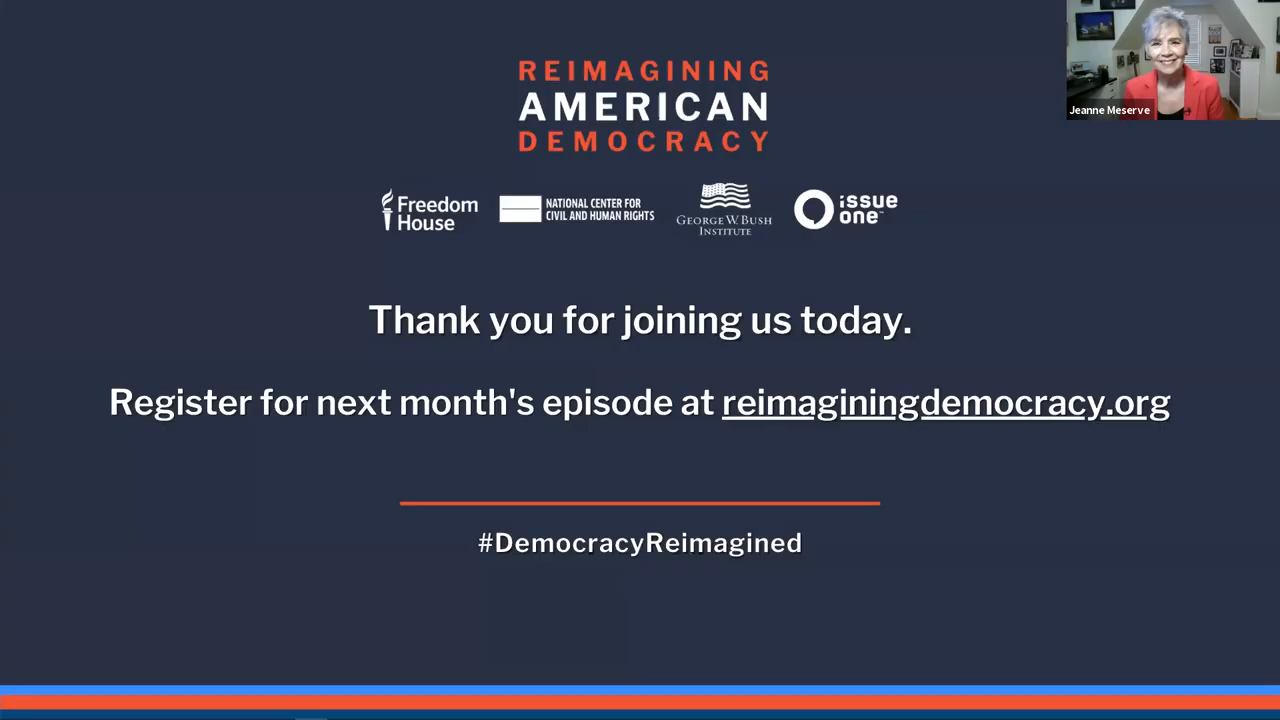 REIMAGINING
AMERICAN
DEMOCRACY
Jeanne Meserve
Freedom
House
NATIONAL CENTER FOR
CIVIL AND HUMAN RIGHTS
GEORGE W. BUSH
INSTITUTE
issue
one™
Thank you for joining us today.
Register for next month's episode at reimaginingdemocracy.org
#DemocracyReimagined